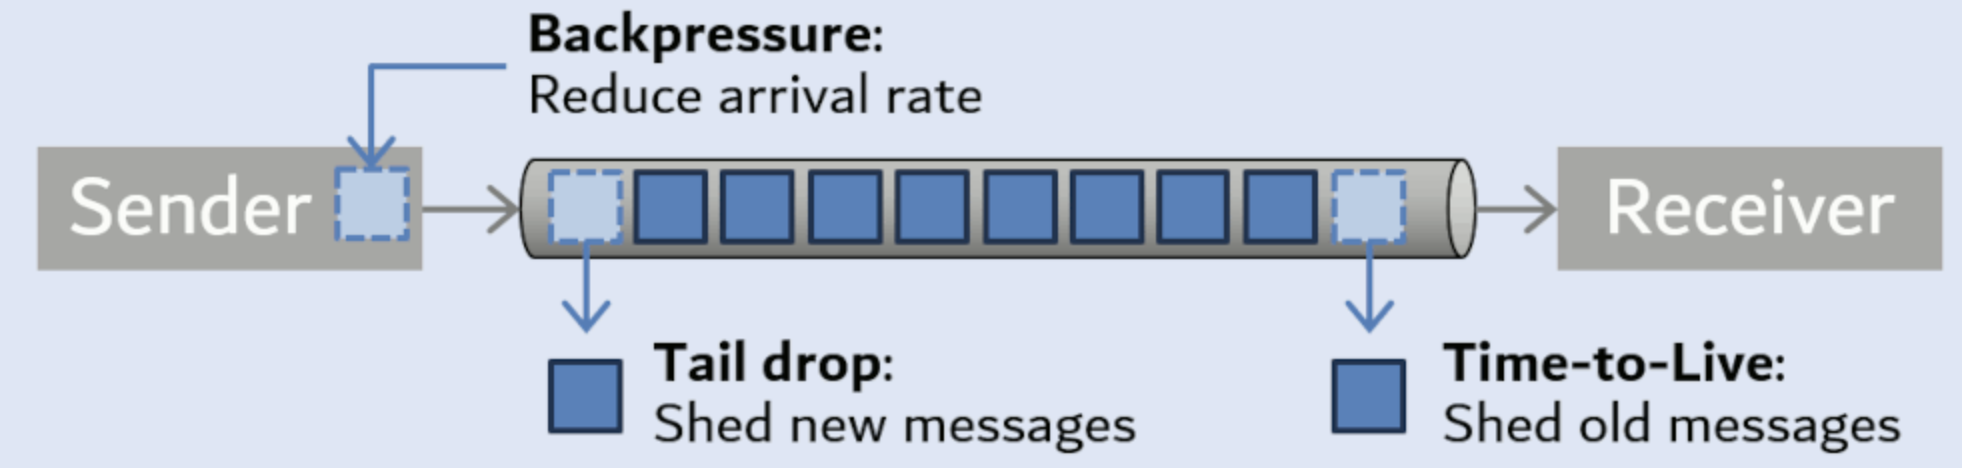 Backpressure:
Reduce arrival rate
Sender
Receiver
Tail drop:
Shed new messages
Time-to-Live:
Shed old messages